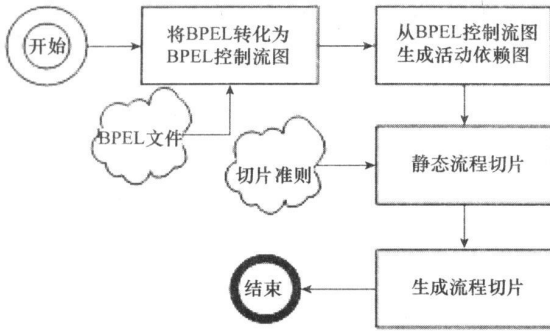 开始
将BPEL转化为
BPEL控制流图
从BPEL控制流图
生成活动依赖图
BPEL文件
切片准则
静态流程切片
结束
生成流程切片